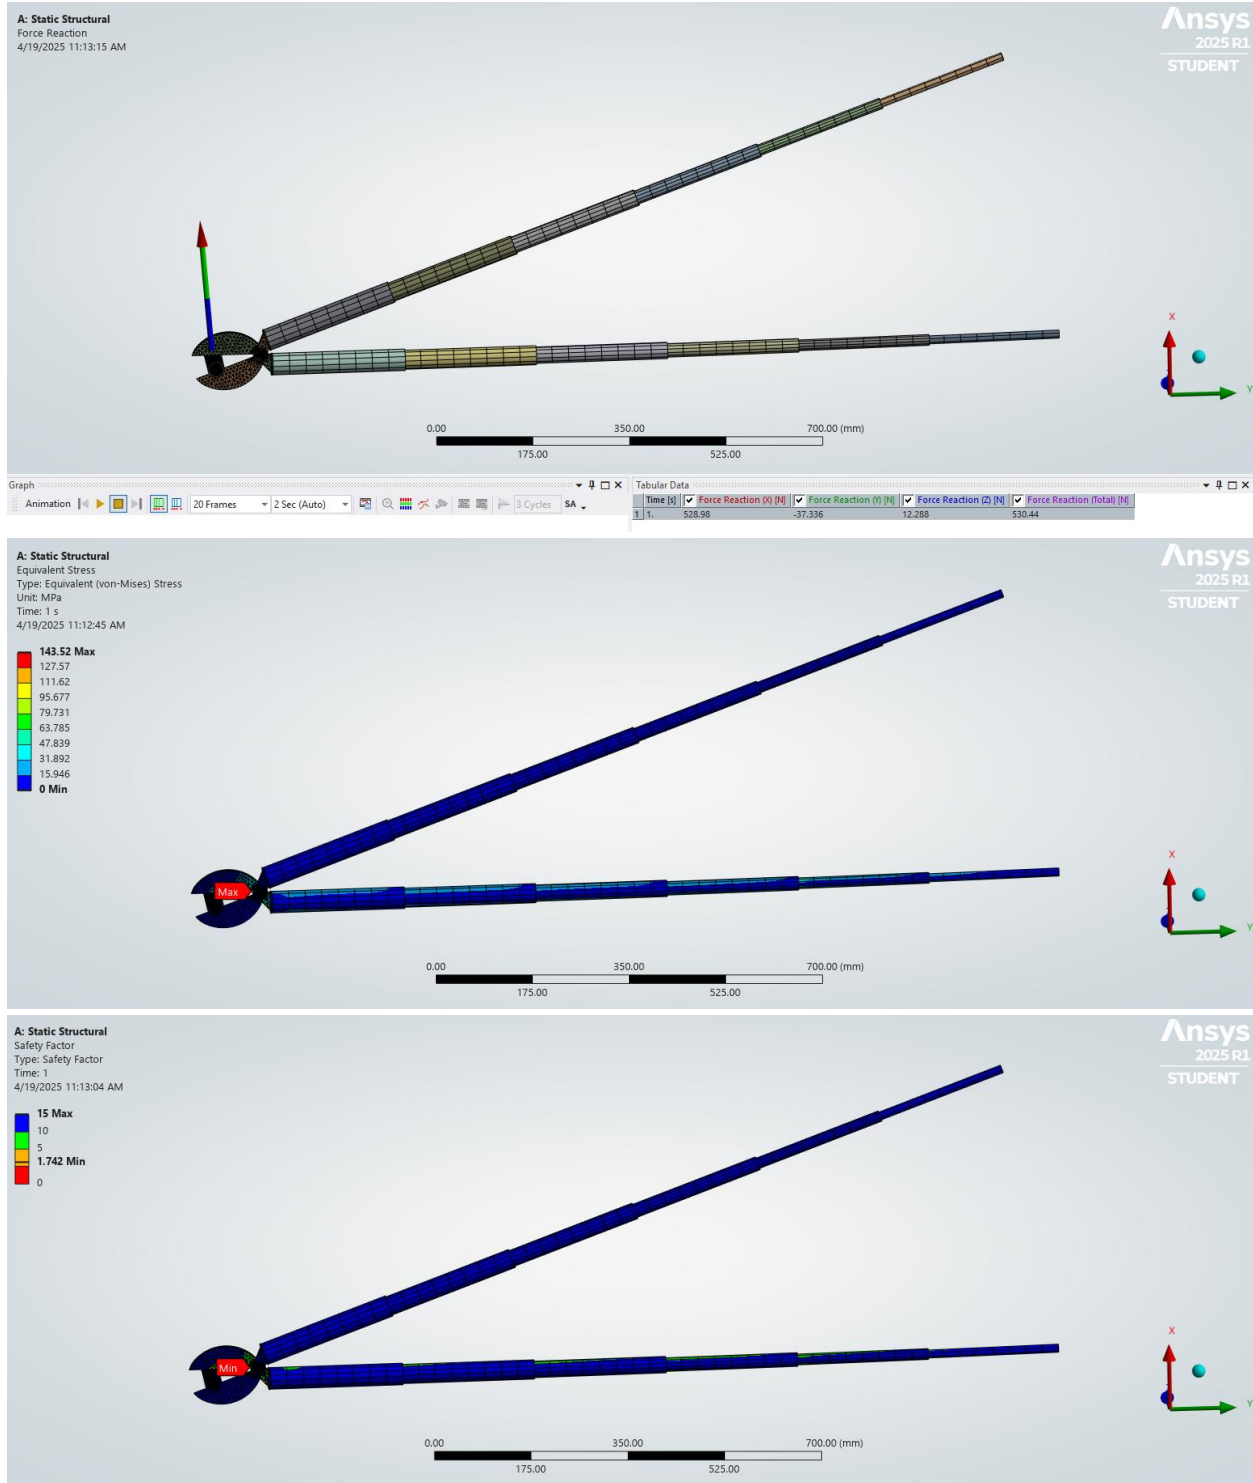 A: Static Structural
Force Reaction
4/19/2025 11:13:15 AM
Ansys
2025 R1
STUDENT
X
Y
0.00 350.00 700.00 (mm)
175.00 525.00
Graph
Animation 20 Frames 2 Sec (Auto) 3 Cycles SA
Tabular Data
Time [s] Force Reaction (X) [N] Force Reaction (Y) [N] Force Reaction (Z) [N] Force Reaction (Total) [N]
1 1. 528.98 -37.336 12.288 530.44
A: Static Structural
Equivalent Stress
Type: Equivalent (von-Mises) Stress
Unit: MPa
Time: 1 s
4/19/2025 11:12:45 AM
Ansys
2025 R1
STUDENT
143.52 Max
127.57
111.62
95.677
79.731
63.785
47.839
31.892
15.946
0 Min
Max
X
Y
0.00 350.00 700.00 (mm)
175.00 525.00
A: Static Structural
Safety Factor
Type: Safety Factor
Time: 1
4/19/2025 11:13:04 AM
Ansys
2025 R1
STUDENT
15 Max
10
5
1.742 Min
0
Min
X
Y
0.00 350.00 700.00 (mm)
175.00 525.00